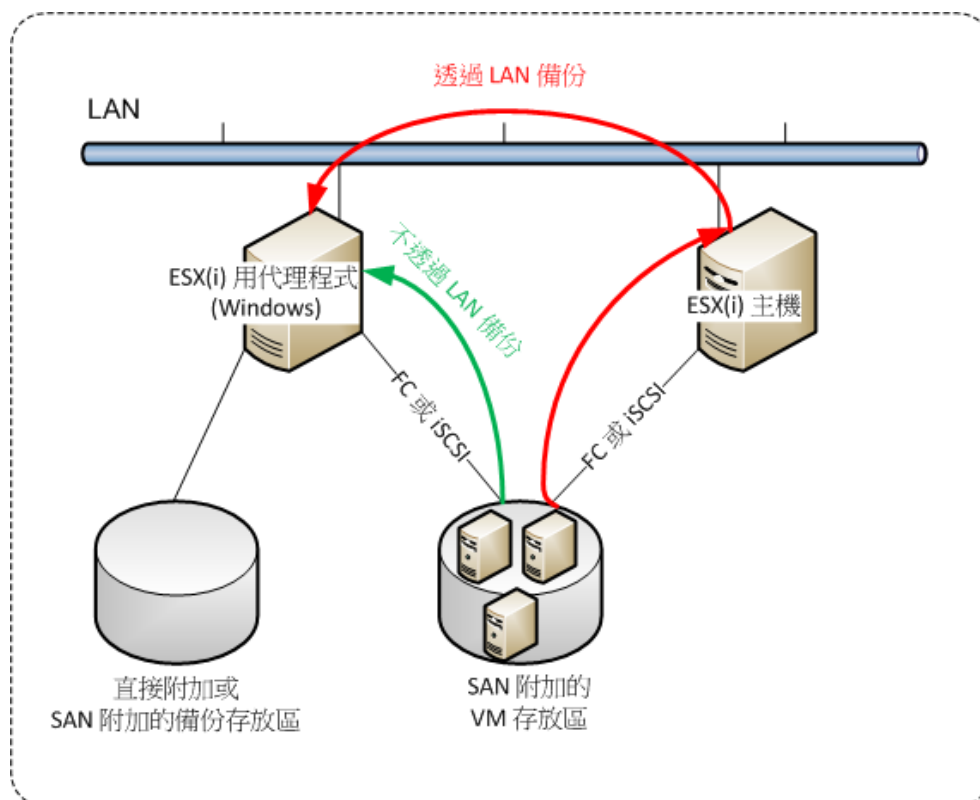 透過 LAN 備份
LAN
不透過 LAN 備份
ESX(i) 用代理程式
(Windows)
ESX(i) 主機
FC 或 iSCSI
FC 或 iSCSI
直接附加或
SAN 附加的備份存放區
SAN 附加的
VM 存放區